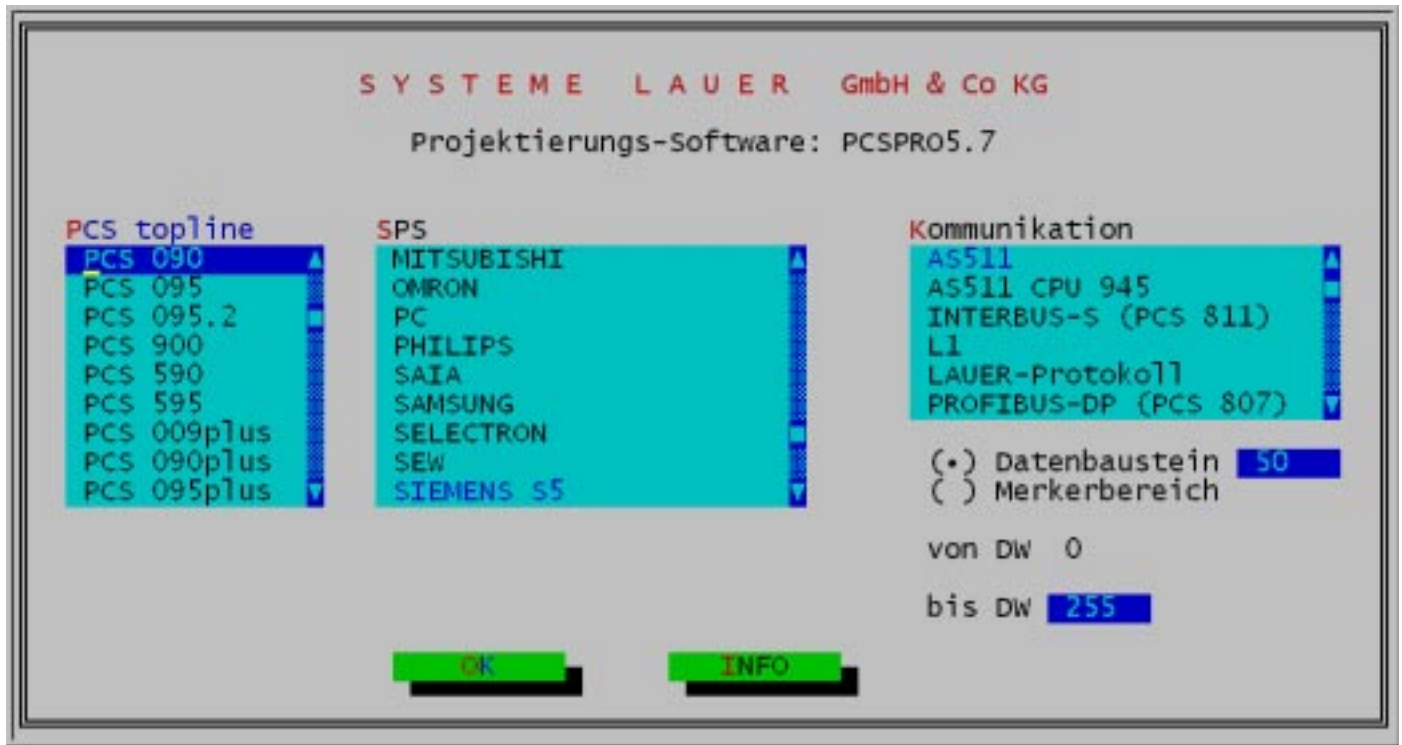 SYSTEME LAUER GmbH & Co KG
Projektierungs-Software: PCSPRO5.7
PCS topline
PCS 090
PCS 095
PCS 095.2
PCS 900
PCS 590
PCS 595
PCS 009plus
PCS 090plus
PCS 095plus
SPS
MITSUBISHI
OMRON
PC
PHILIPS
SAIA
SAMSUNG
SELECTRON
SEW
SIEMENS S5
Kommunikation
AS511
AS511 CPU 945
INTERBUS-S (PCS 811)
L1
LAUER-Protokoll
PROFIBUS-DP (PCS 807)
(•) Datenbaustein 50
( ) Merkerbereich
von DW 0
bis DW 255
OK
INFO